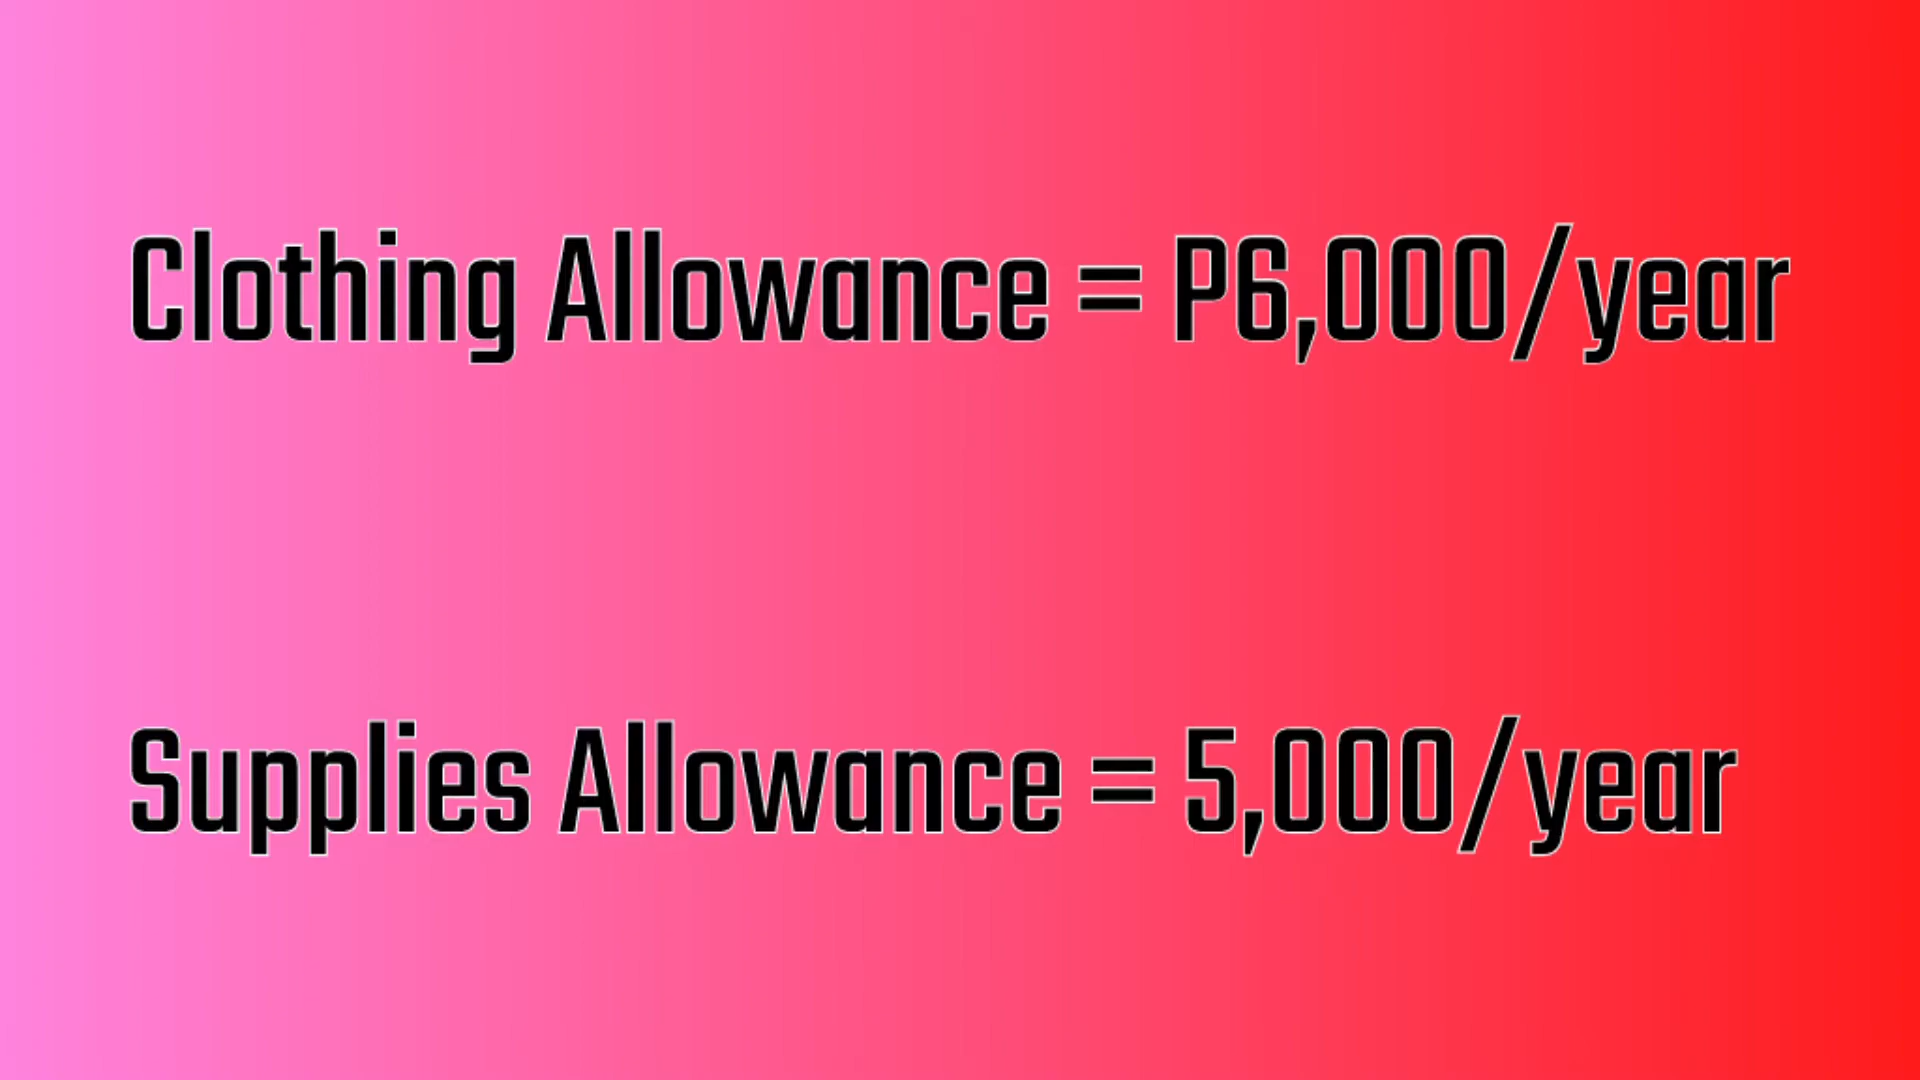 Clothing Allowance = P6,000/year
Supplies Allowance = 5,000/year